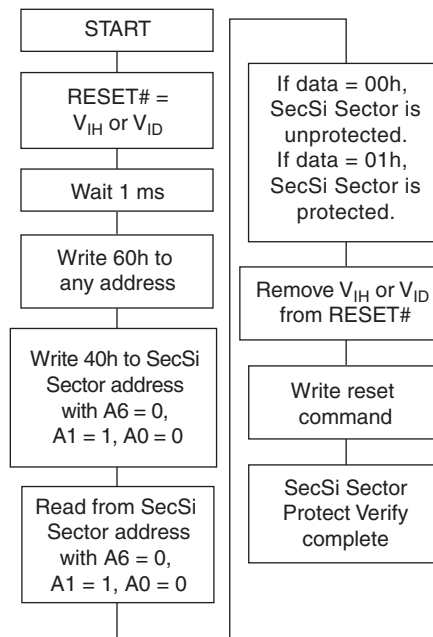 START
RESET# =
VIH or VID
Wait 1 ms
Write 60h to
any address
Write 40h to SecSi
Sector address
with A6 = 0,
A1 = 1, A0 = 0
Read from SecSi
Sector address
with A6 = 0,
A1 = 1, A0 = 0
If data = 00h,
SecSi Sector is
unprotected.
If data = 01h,
SecSi Sector is
protected.
Remove VIH or VID
from RESET#
Write reset
command
SecSi Sector
Protect Verify
complete